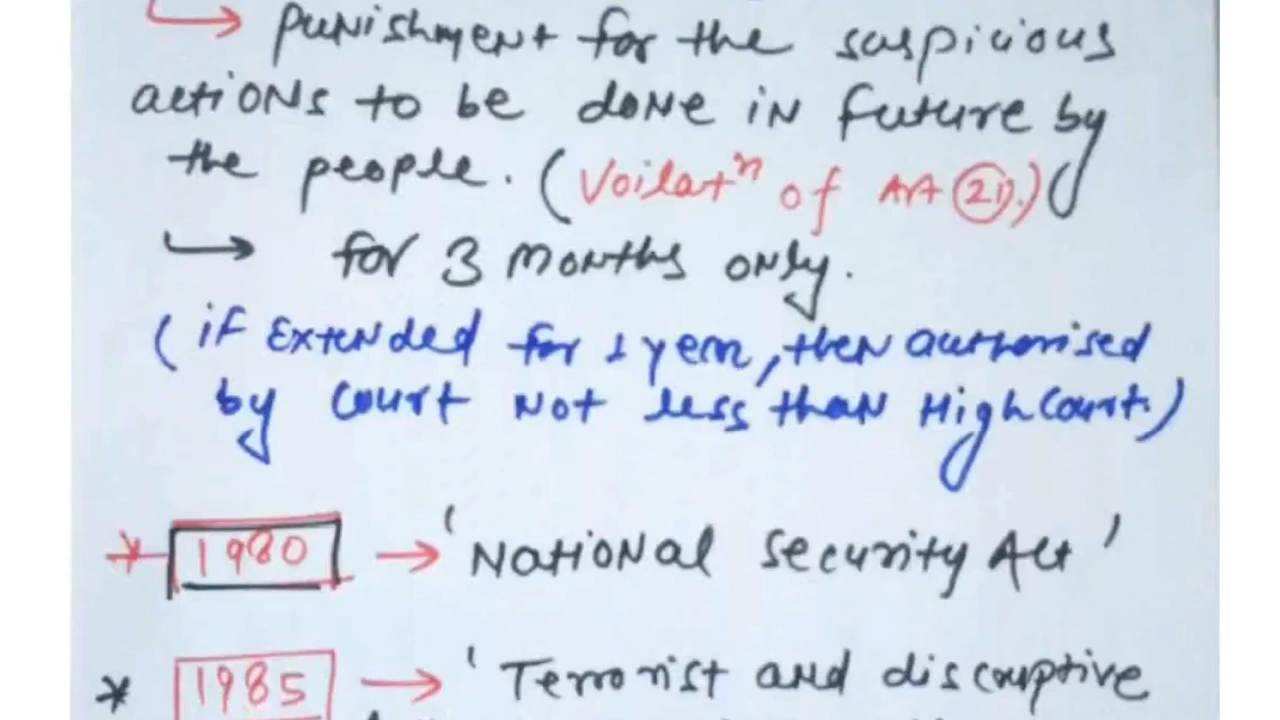 ↳ Punishment for the suspicious
actions to be done in future by
the people. (Voilatⁿ of Art (21).)
↳ for 3 months only.
(if Extended for 1 year, then authorised
by court not less than High Court.)
* 1980 → 'National Security Act'
* 1985 → 'Terrorist and discruptive